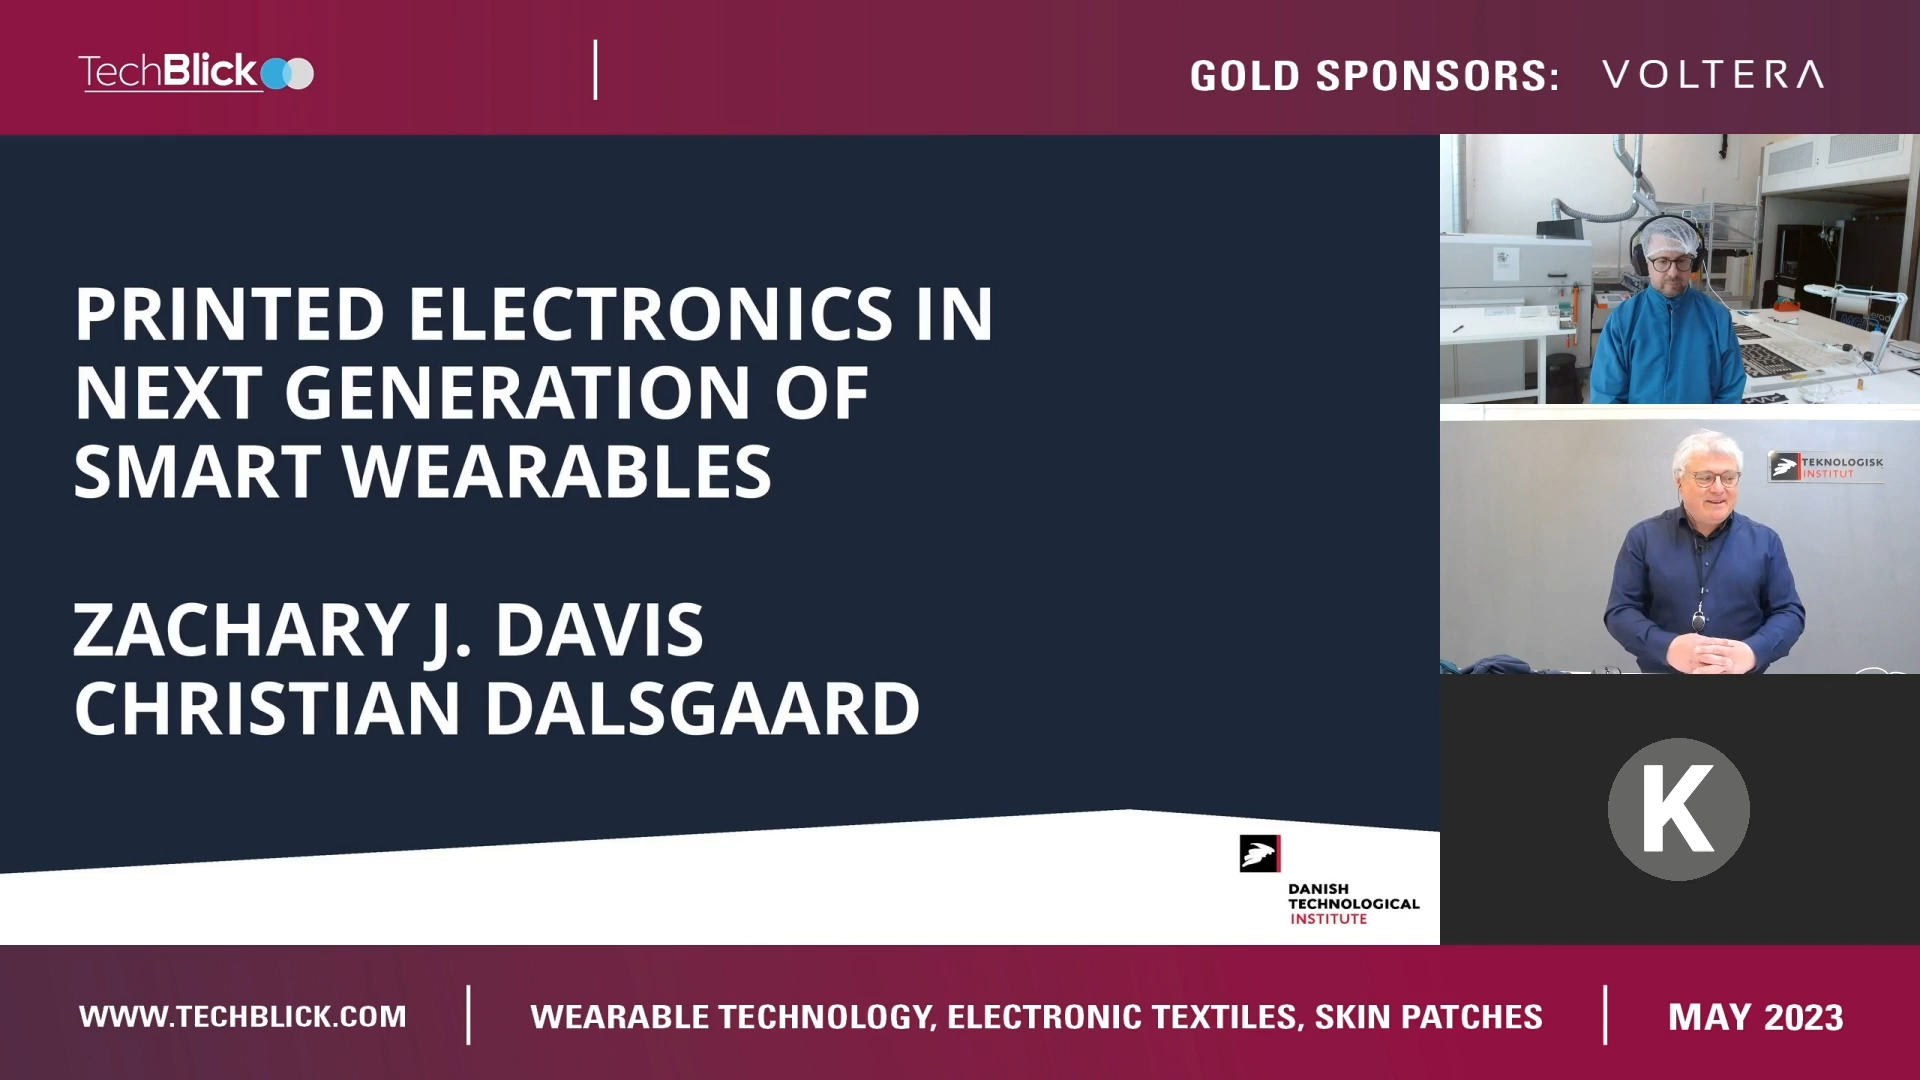 TechBlick
GOLD SPONSORS:
VOLTERA
PRINTED ELECTRONICS IN
NEXT GENERATION OF
SMART WEARABLES
ZACHARY J. DAVIS
CHRISTIAN DALSGAARD
DANISH
TECHNOLOGICAL
INSTITUTE
TEKNOLOGISK
INSTITUT
K
WWW.TECHBLICK.COM
WEARABLE TECHNOLOGY, ELECTRONIC TEXTILES, SKIN PATCHES
MAY 2023